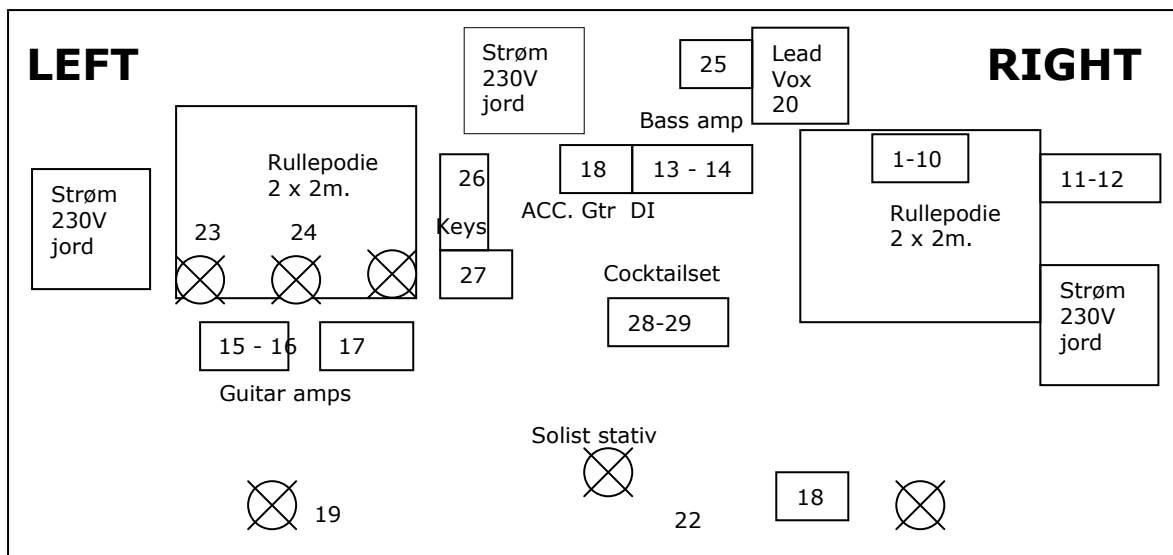 LEFT
Strøm
230V
jord
25
Lead
Vox
20
RIGHT
Bass amp
Rullepodie
2 x 2m.
Strøm
230V
jord
26
Keys
27
18
13 - 14
ACC. Gtr DI
1-10
11-12
Rullepodie
2 x 2m.
23
24
Cocktailset
28-29
Strøm
230V
jord
15 - 16
17
Guitar amps
Solist stativ
19
22
18